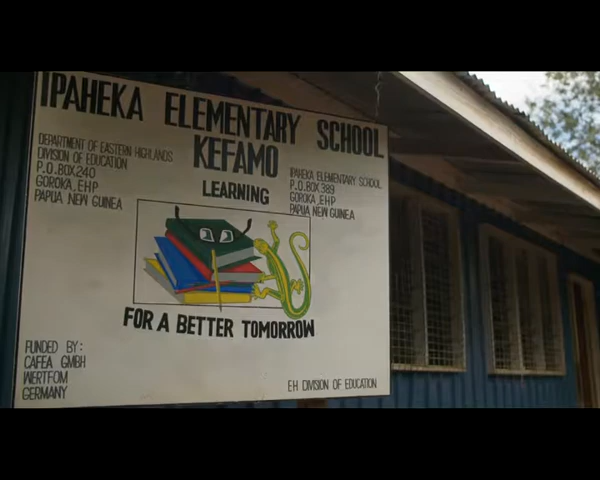 IPAHEKA ELEMENTARY SCHOOL
KEFAMO
DEPARTMENT OF EASTERN HIGHLANDS
DIVISION OF EDUCATION
P.O.BOX 240
GOROKA, EHP
PAPUA NEW GUINEA
IPAHEKA ELEMENTARY SCHOOL
P.O.BOX 389
GOROKA, EHP
PAPUA NEW GUINEA
LEARNING
FOR A BETTER TOMORROW
FUNDED BY:
CAFEA GMBH
WERTFOM
GERMANY
EH DIVISION OF EDUCATION